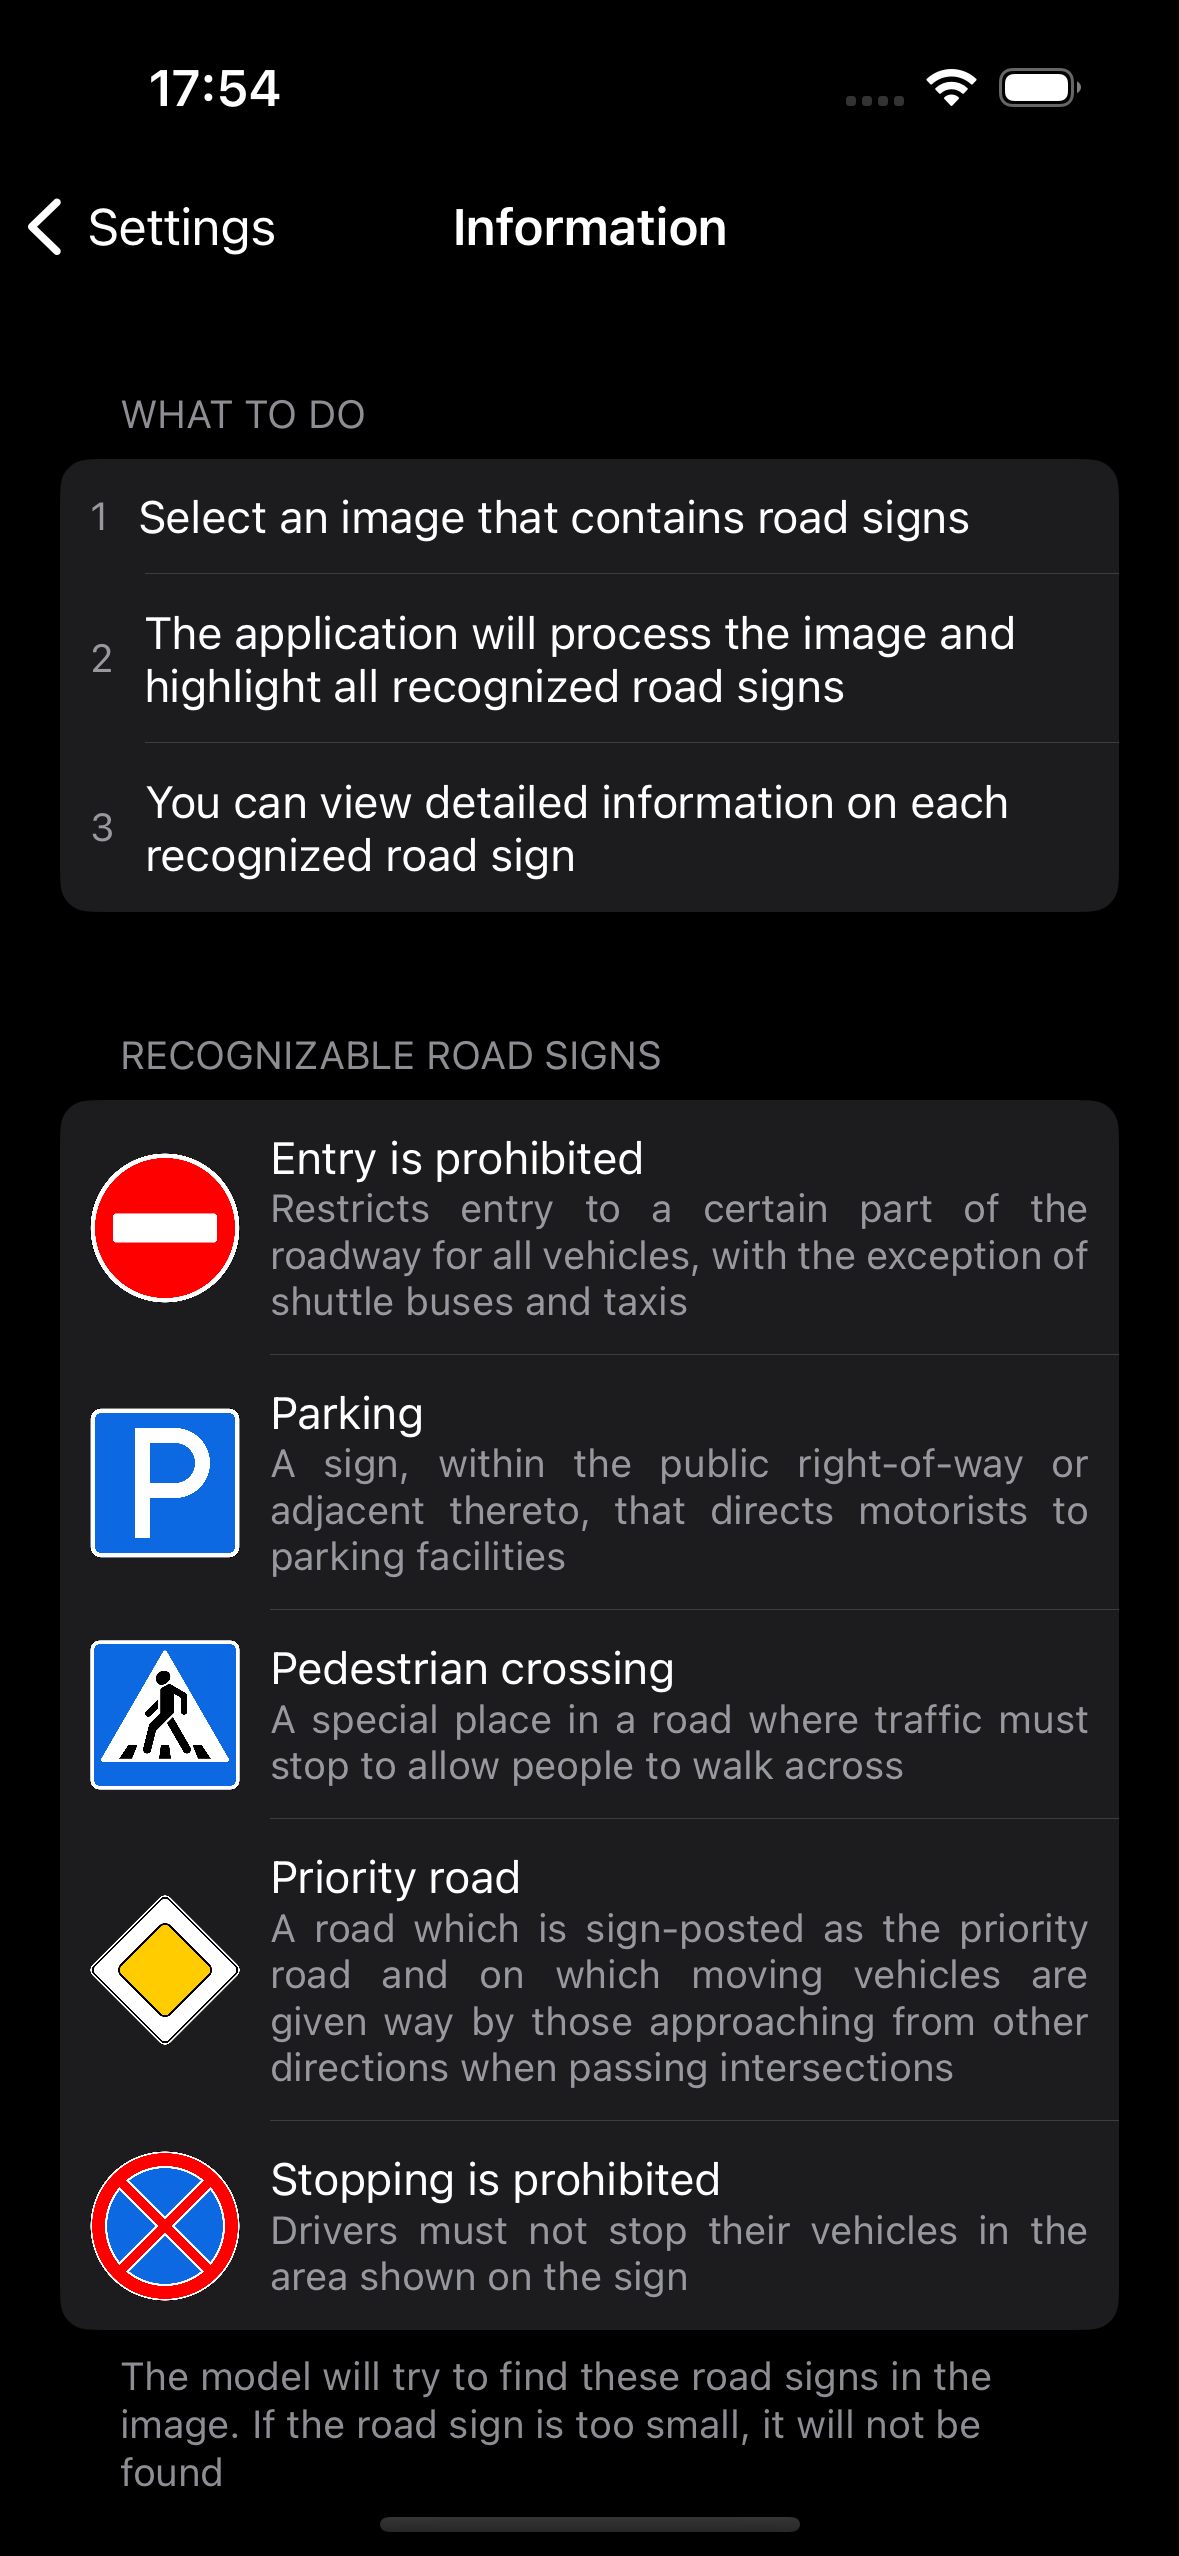 17:54
Settings
Information
WHAT TO DO
1 Select an image that contains road signs
2 The application will process the image and
highlight all recognized road signs
3 You can view detailed information on each
recognized road sign
RECOGNIZABLE ROAD SIGNS
Entry is prohibited
Restricts entry to a certain part of the
roadway for all vehicles, with the exception of
shuttle buses and taxis
P
Parking
A sign, within the public right-of-way or
adjacent thereto, that directs motorists to
parking facilities
Pedestrian crossing
A special place in a road where traffic must
stop to allow people to walk across
Priority road
A road which is sign-posted as the priority
road and on which moving vehicles are
given way by those approaching from other
directions when passing intersections
Stopping is prohibited
Drivers must not stop their vehicles in the
area shown on the sign
The model will try to find these road signs in the
image. If the road sign is too small, it will not be
found